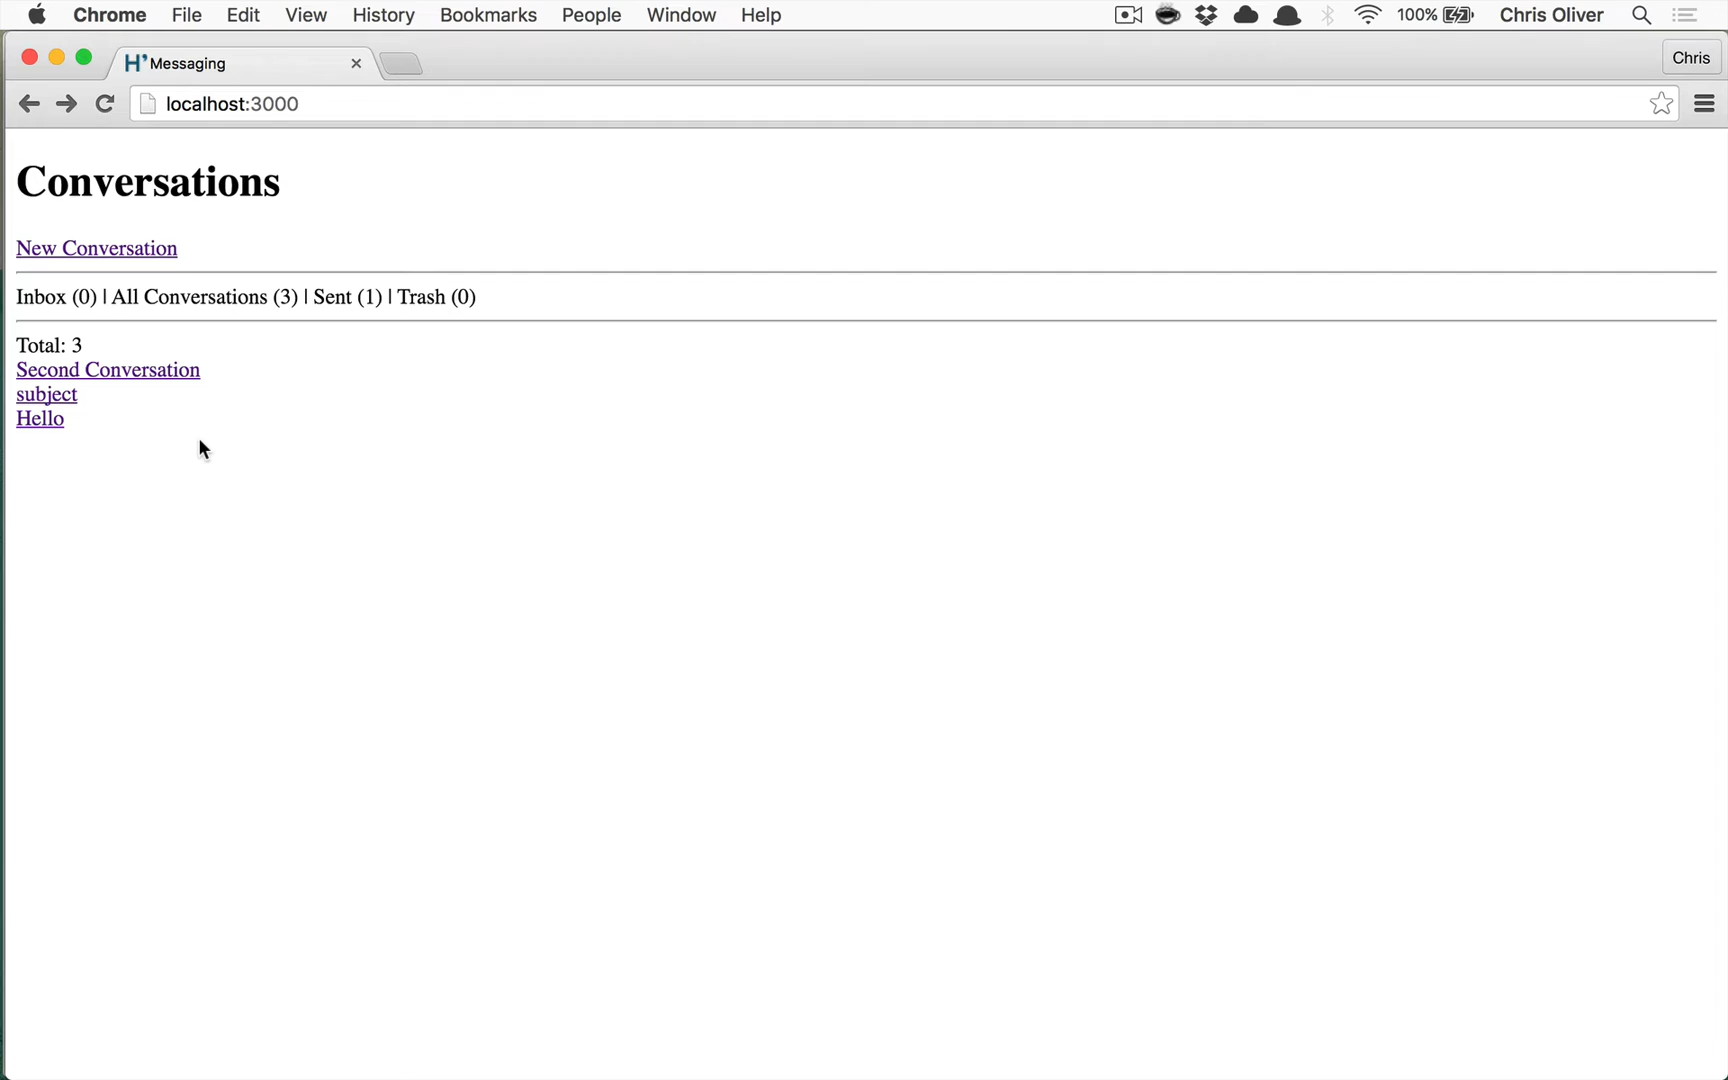 Chrome File Edit View History Bookmarks People Window Help 100% Chris Oliver
H' Messaging Chris
localhost:3000
Conversations
New Conversation
Inbox (0) | All Conversations (3) | Sent (1) | Trash (0)
Total: 3
Second Conversation
subject
Hello